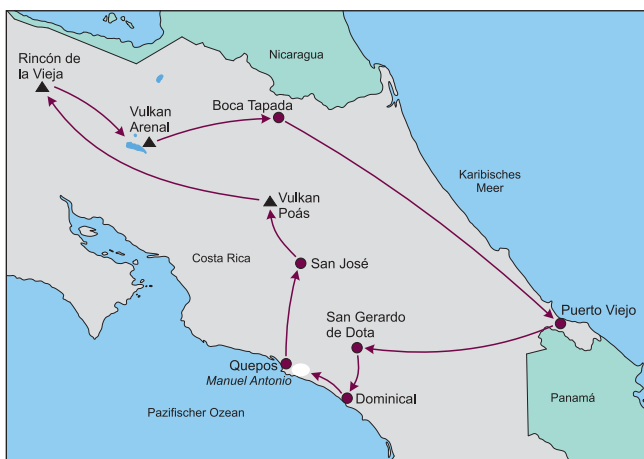 Nicaragua
Rincón de
la Vieja
Vulkan
Arenal
Boca Tapada
Karibisches
Meer
Vulkan
Poás
Costa Rica
San José
San Gerardo
de Dota
Puerto Viejo
Quepos
Manuel Antonio
Dominical
Panamá
Pazifischer Ozean